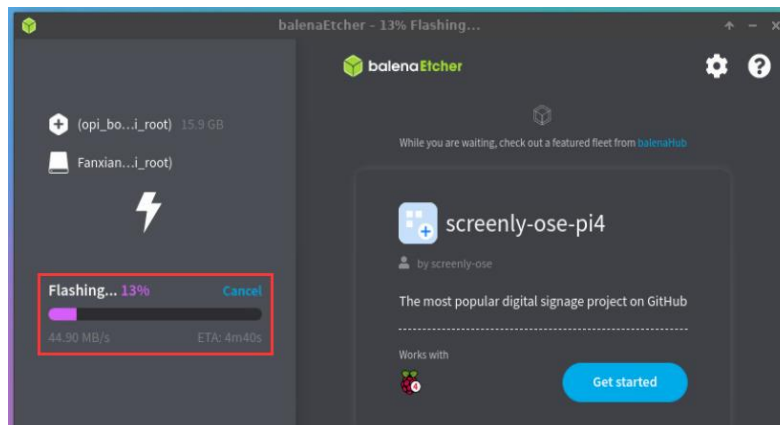 balenaEtcher - 13% Flashing...
balenaEtcher
(opi_bo...i_root) 15.9 GB
Fanxian...i_root)
While you are waiting, check out a featured fleet from balenaHub
screenly-ose-pi4
by screenly-ose
Flashing... 13% Cancel
44.90 MB/s ETA: 4m40s
The most popular digital signage project on GitHub
Works with
4
Get started